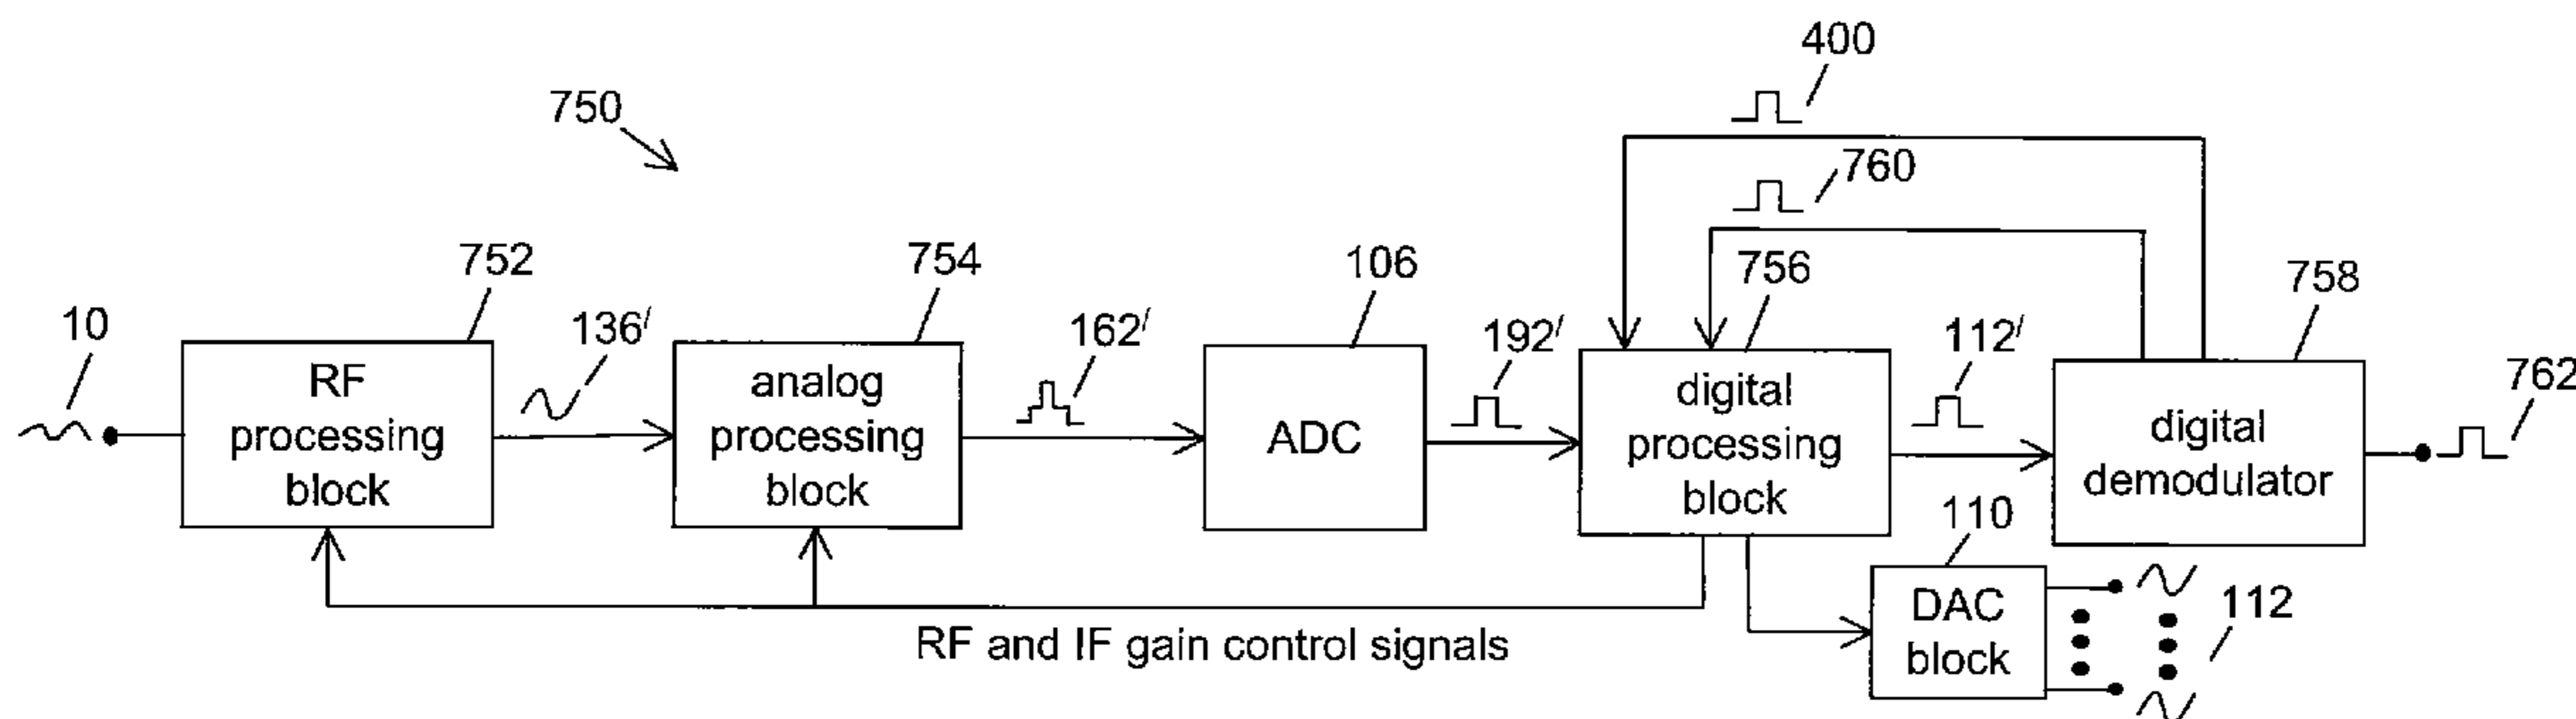 400
750
760
752
754
106
756
758
10
136/
162/
192/
112/
762
RF
processing
block
analog
processing
block
ADC
digital
processing
block
digital
demodulator
110
DAC
block
112
RF and IF gain control signals